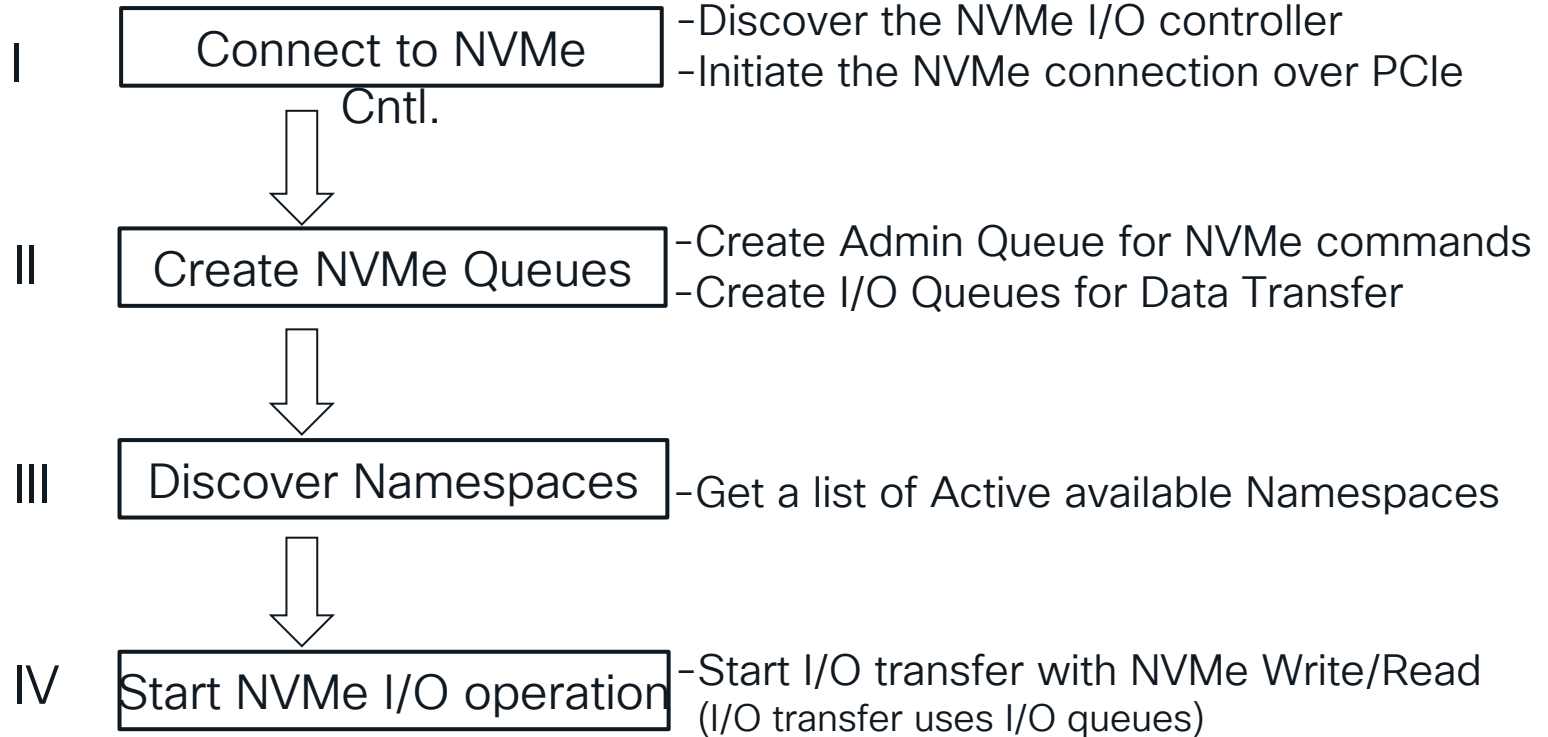 I
Connect to NVMe
Cntl.
-Discover the NVMe I/O controller
-Initiate the NVMe connection over PCIe
II
Create NVMe Queues
-Create Admin Queue for NVMe commands
-Create I/O Queues for Data Transfer
III
Discover Namespaces
-Get a list of Active available Namespaces
IV
Start NVMe I/O operation
-Start I/O transfer with NVMe Write/Read
(I/O transfer uses I/O queues)